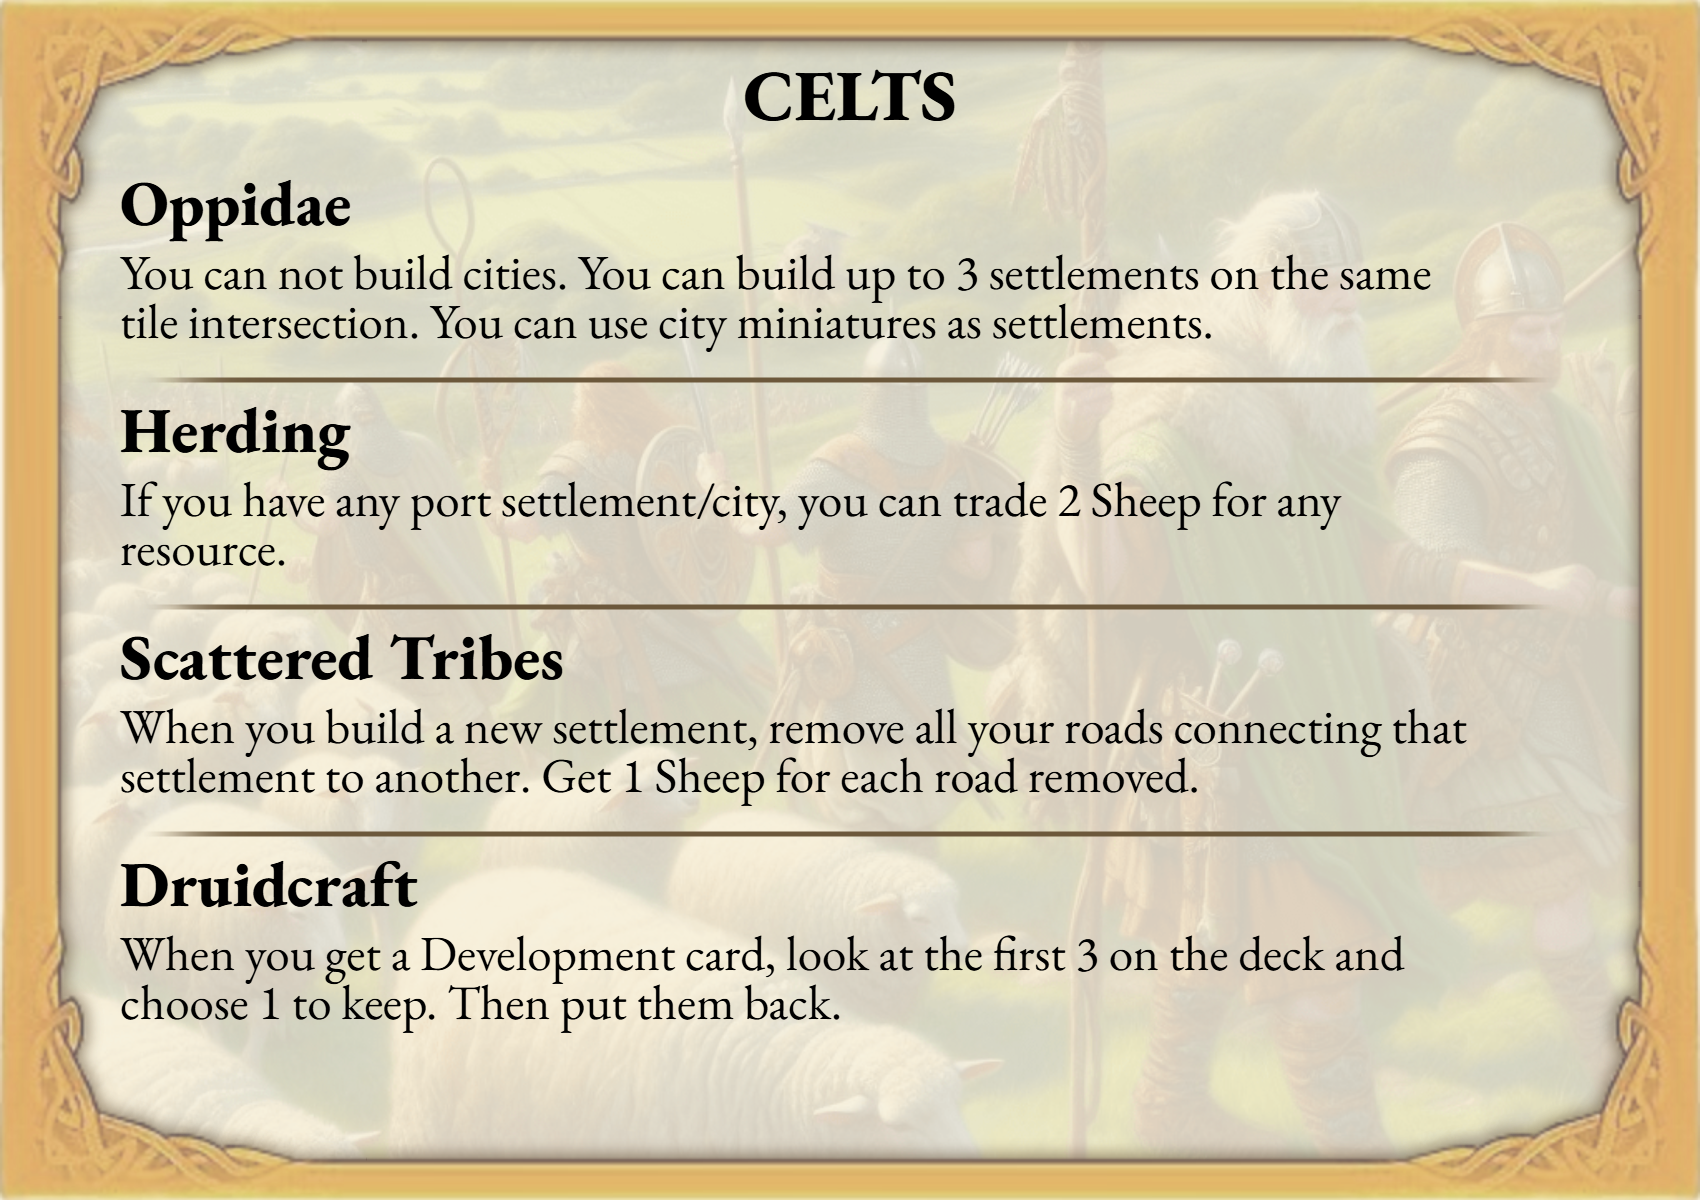 CELTS
Oppidae
You can not build cities. You can build up to 3 settlements on the same
tile intersection. You can use city miniatures as settlements.
Herding
If you have any port settlement/city, you can trade 2 Sheep for any
resource.
Scattered Tribes
When you build a new settlement, remove all your roads connecting that
settlement to another. Get 1 Sheep for each road removed.
Druidcraft
When you get a Development card, look at the first 3 on the deck and
choose 1 to keep. Then put them back.